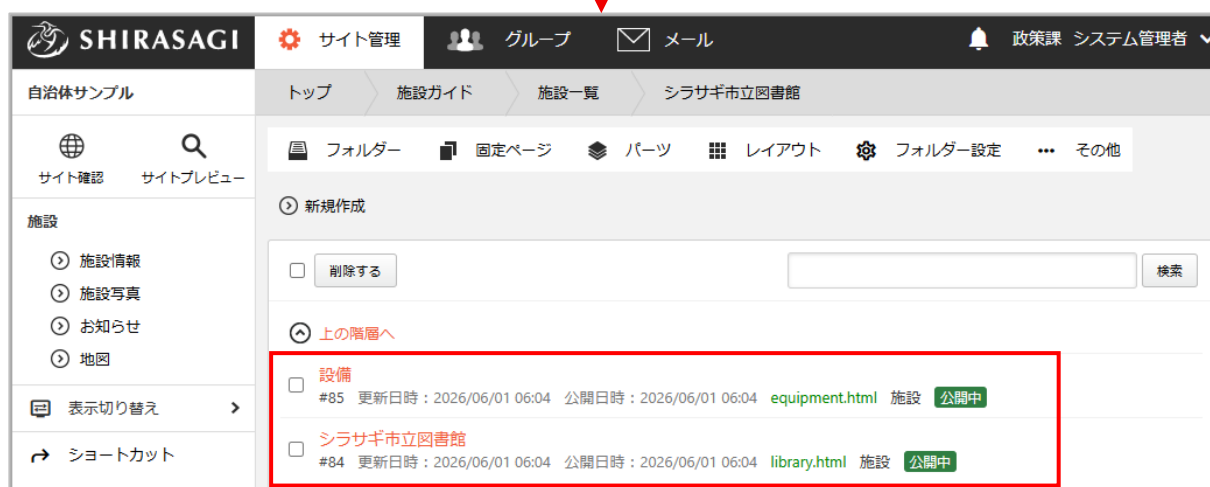 SHIRASAGI サイト管理 グループ メール 政策課 システム管理者
自治体サンプル トップ 施設ガイド 施設一覧 シラサギ市立図書館
サイト確認 サイトプレビュー
フォルダー 固定ページ パーツ レイアウト フォルダー設定 ••• その他
新規作成
施設
施設情報
施設写真
お知らせ
地図
表示切り替え
ショートカット
削除する 検索
上の階層へ
設備
#85 更新日時:2026/06/01 06:04 公開日時:2026/06/01 06:04 equipment.html 施設 公開中
シラサギ市立図書館
#84 更新日時:2026/06/01 06:04 公開日時:2026/06/01 06:04 library.html 施設 公開中